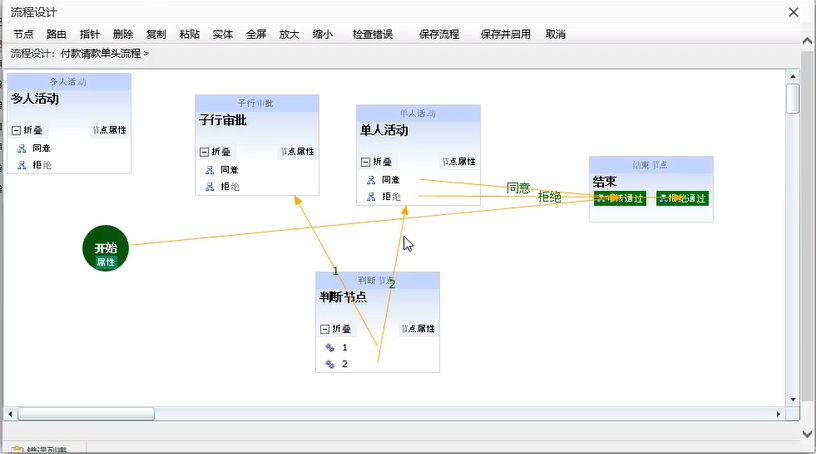 流程设计
节点 路由 指针 删除 复制 粘贴 实体 全屏 放大 缩小 检查错误 保存流程 保存并启用 取消
流程设计: 付款请款单头流程 >
多人活动
多人活动
折叠 节点属性
同意
拒绝
子行审批
子行审批
折叠 节点属性
同意
拒绝
单人活动
单人活动
折叠 节点属性
同意
拒绝
同意
拒绝
结束 节点
结束
审核通过 拒绝通过
开始
属性
1
2
判断 节点
判断节点
折叠 节点属性
1
2
错误列表